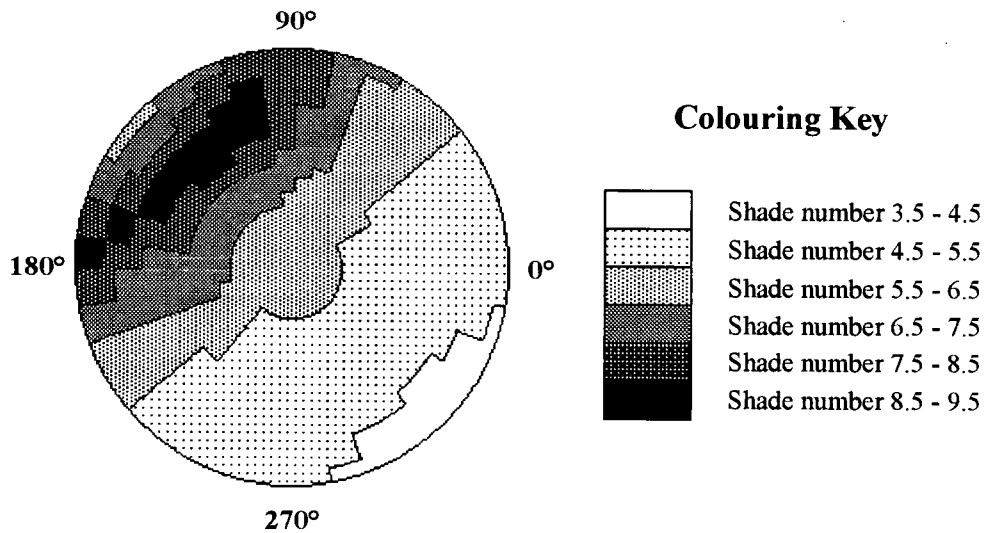 90°
Colouring Key
Shade number 3.5 - 4.5
Shade number 4.5 - 5.5
180°
0°
Shade number 5.5 - 6.5
Shade number 6.5 - 7.5
Shade number 7.5 - 8.5
Shade number 8.5 - 9.5
270°